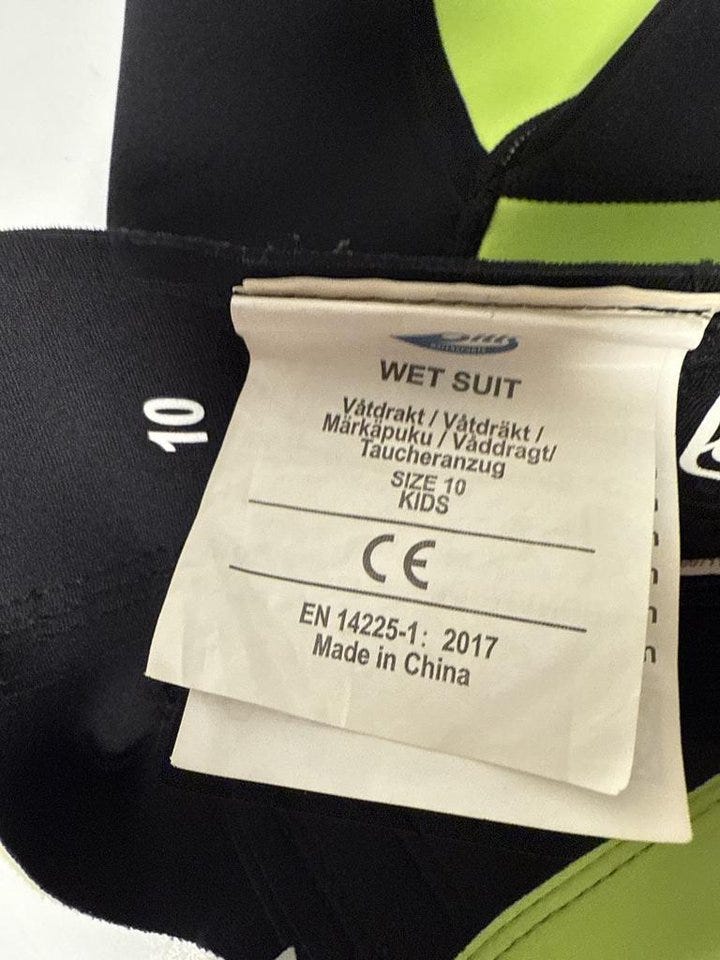 WET SUIT
Våtdrakt / Våtdräkt /
Märkäpuku / Våddragt/
Taucheranzug
SIZE 10
KIDS
CE
EN 14225-1: 2017
Made in China
10